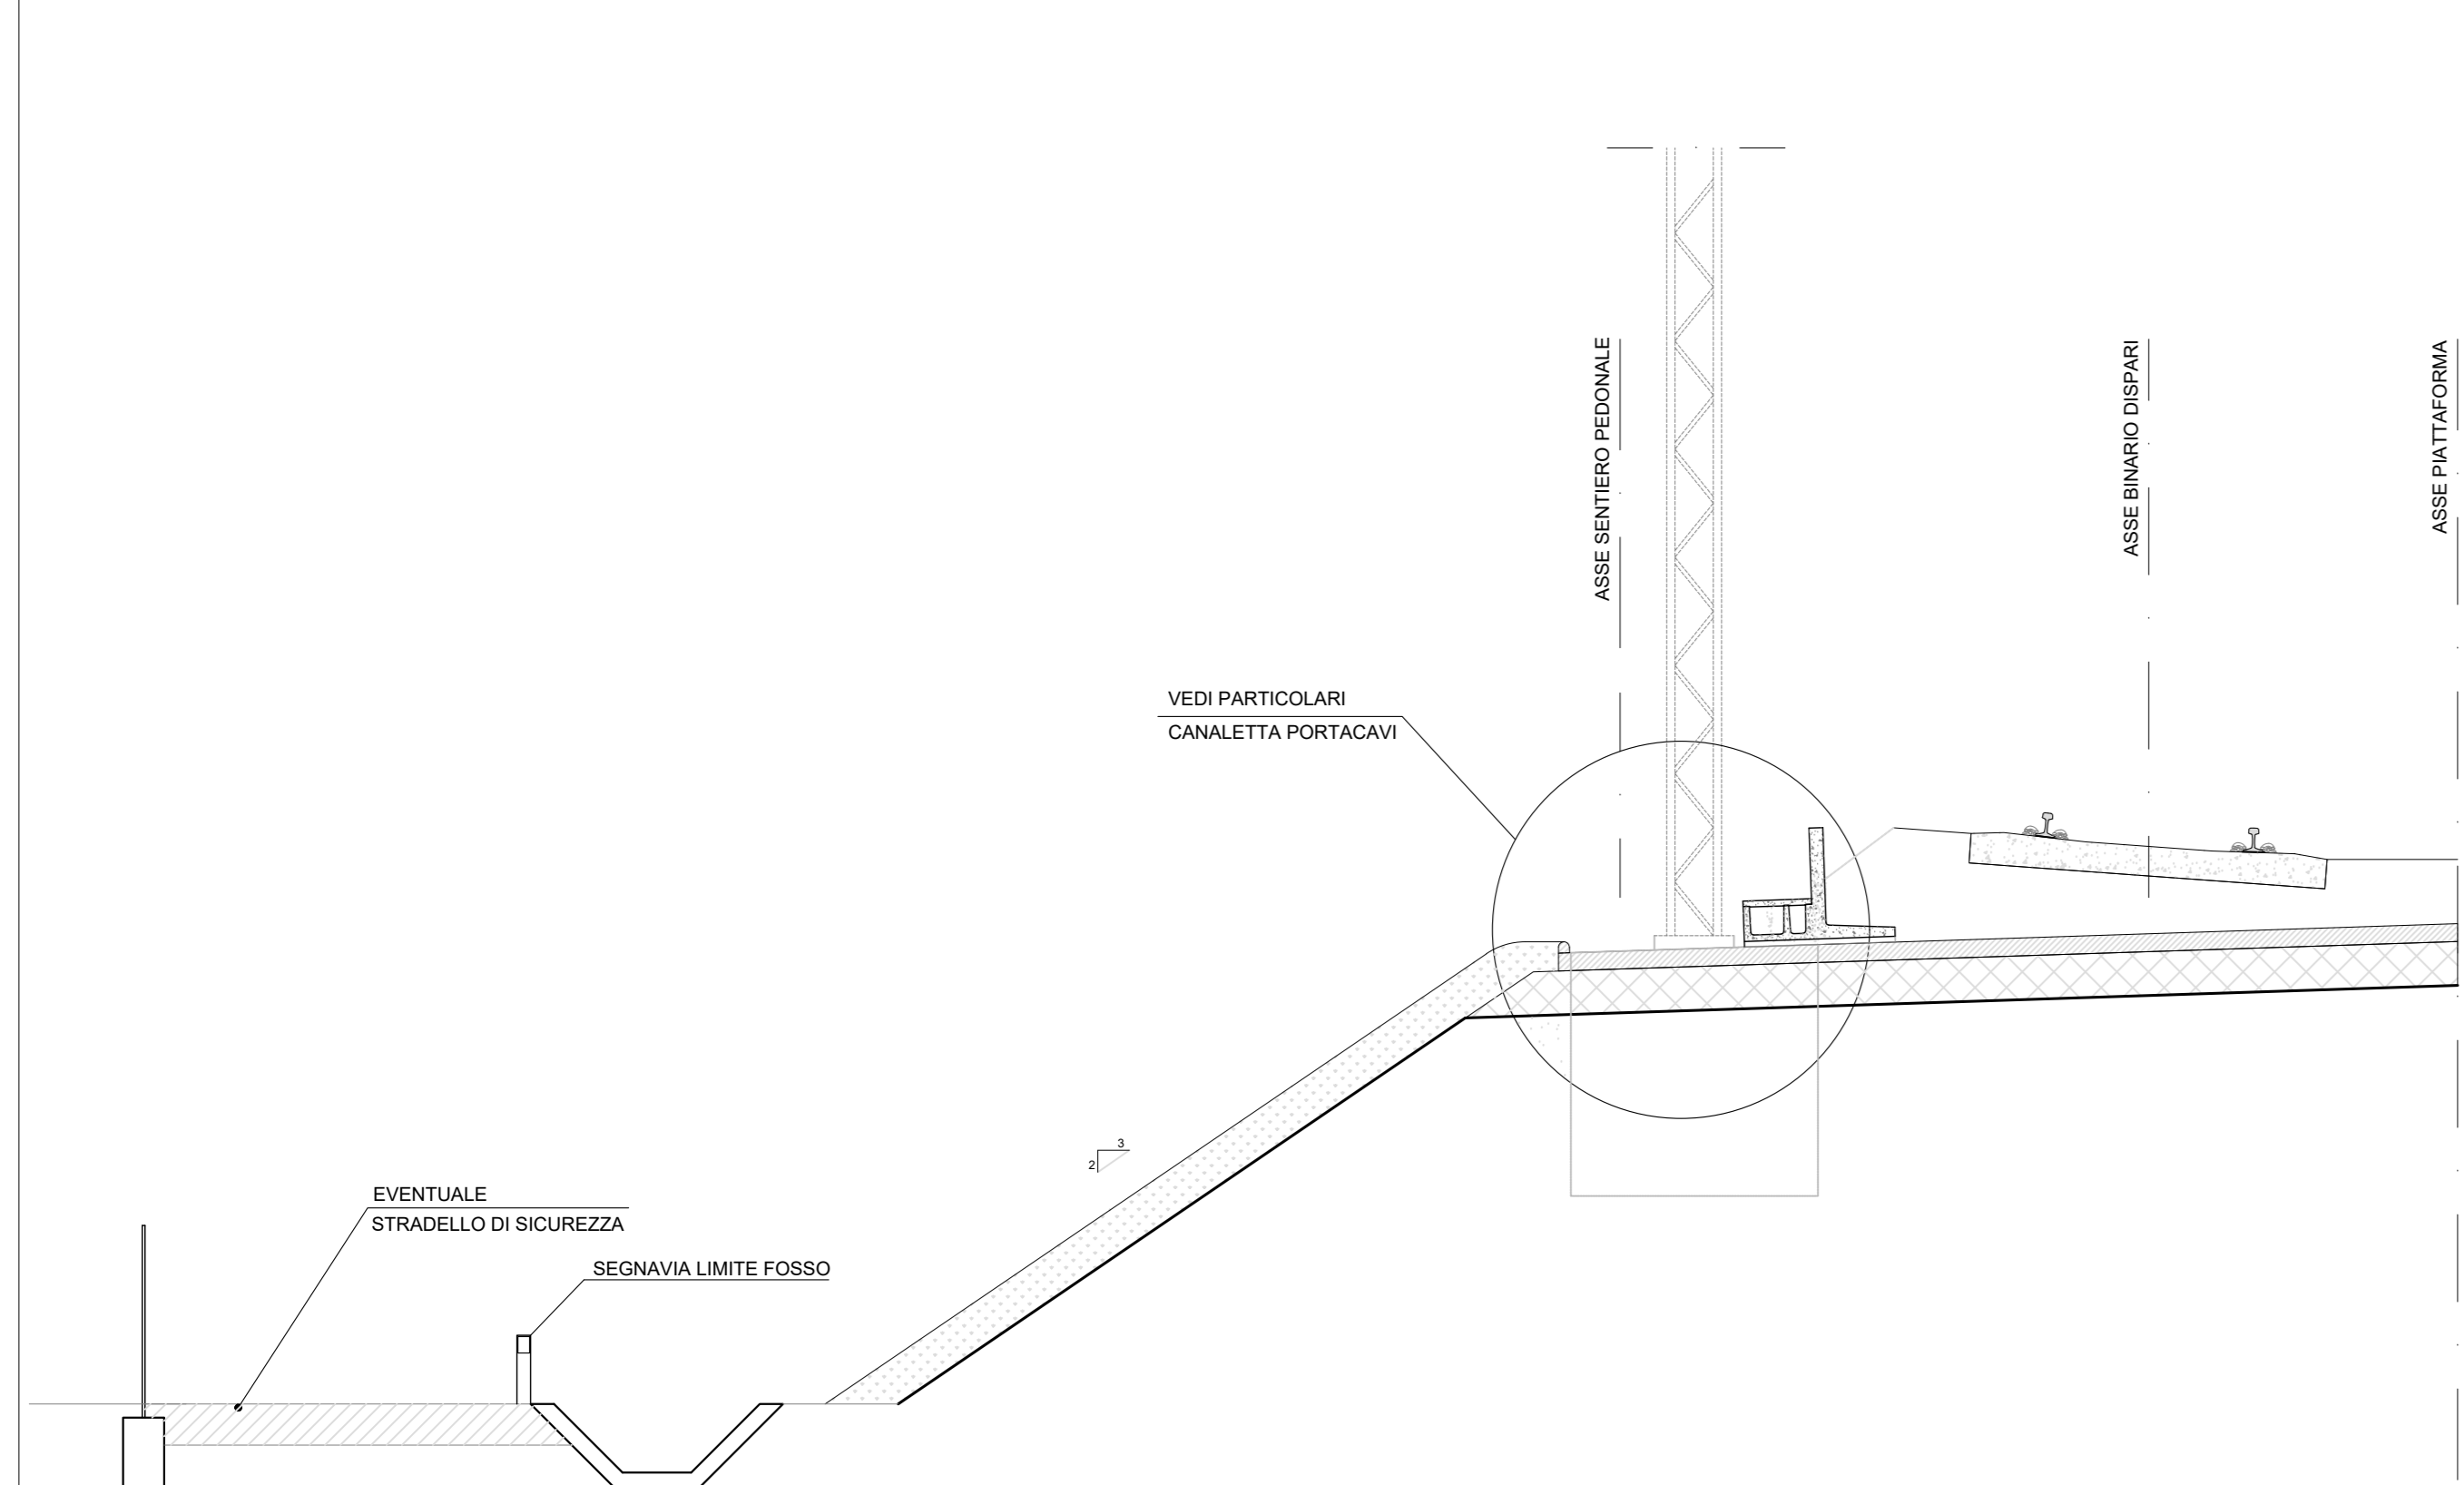 ASSE SENTIERO PEDONALE
ASSE BINARIO DISPARI
ASSE PIATTAFORMA
VEDI PARTICOLARI
CANALETTA PORTACAVI
3
2
EVENTUALE
STRADELLO DI SICUREZZA
SEGNAVIA LIMITE FOSSO